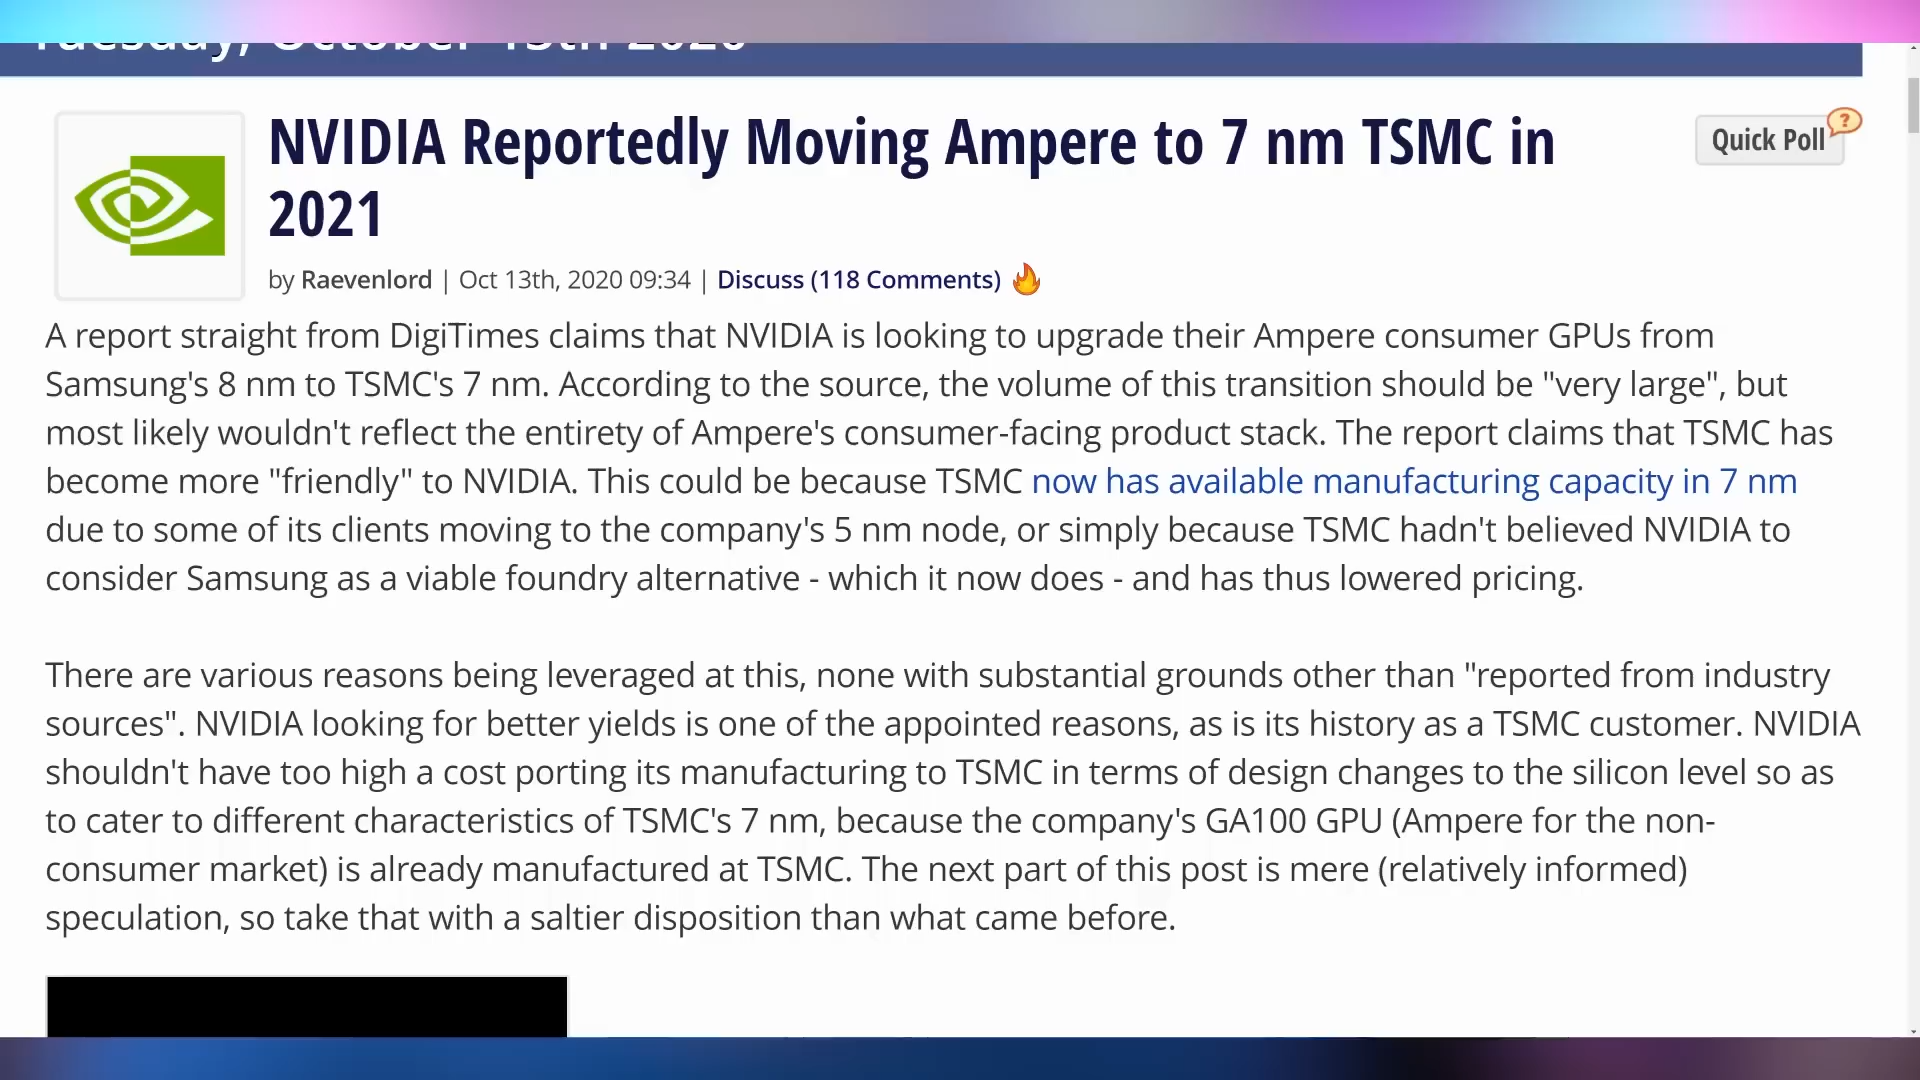 Tuesday, October 13th 2020
NVIDIA Reportedly Moving Ampere to 7 nm TSMC in
2021
Quick Poll
?
by Raevenlord | Oct 13th, 2020 09:34 | Discuss (118 Comments)
A report straight from DigiTimes claims that NVIDIA is looking to upgrade their Ampere consumer GPUs from
Samsung's 8 nm to TSMC's 7 nm. According to the source, the volume of this transition should be "very large", but
most likely wouldn't reflect the entirety of Ampere's consumer-facing product stack. The report claims that TSMC has
become more "friendly" to NVIDIA. This could be because TSMC now has available manufacturing capacity in 7 nm
due to some of its clients moving to the company's 5 nm node, or simply because TSMC hadn't believed NVIDIA to
consider Samsung as a viable foundry alternative - which it now does - and has thus lowered pricing.
There are various reasons being leveraged at this, none with substantial grounds other than "reported from industry
sources". NVIDIA looking for better yields is one of the appointed reasons, as is its history as a TSMC customer. NVIDIA
shouldn't have too high a cost porting its manufacturing to TSMC in terms of design changes to the silicon level so as
to cater to different characteristics of TSMC's 7 nm, because the company's GA100 GPU (Ampere for the non-
consumer market) is already manufactured at TSMC. The next part of this post is mere (relatively informed)
speculation, so take that with a saltier disposition than what came before.